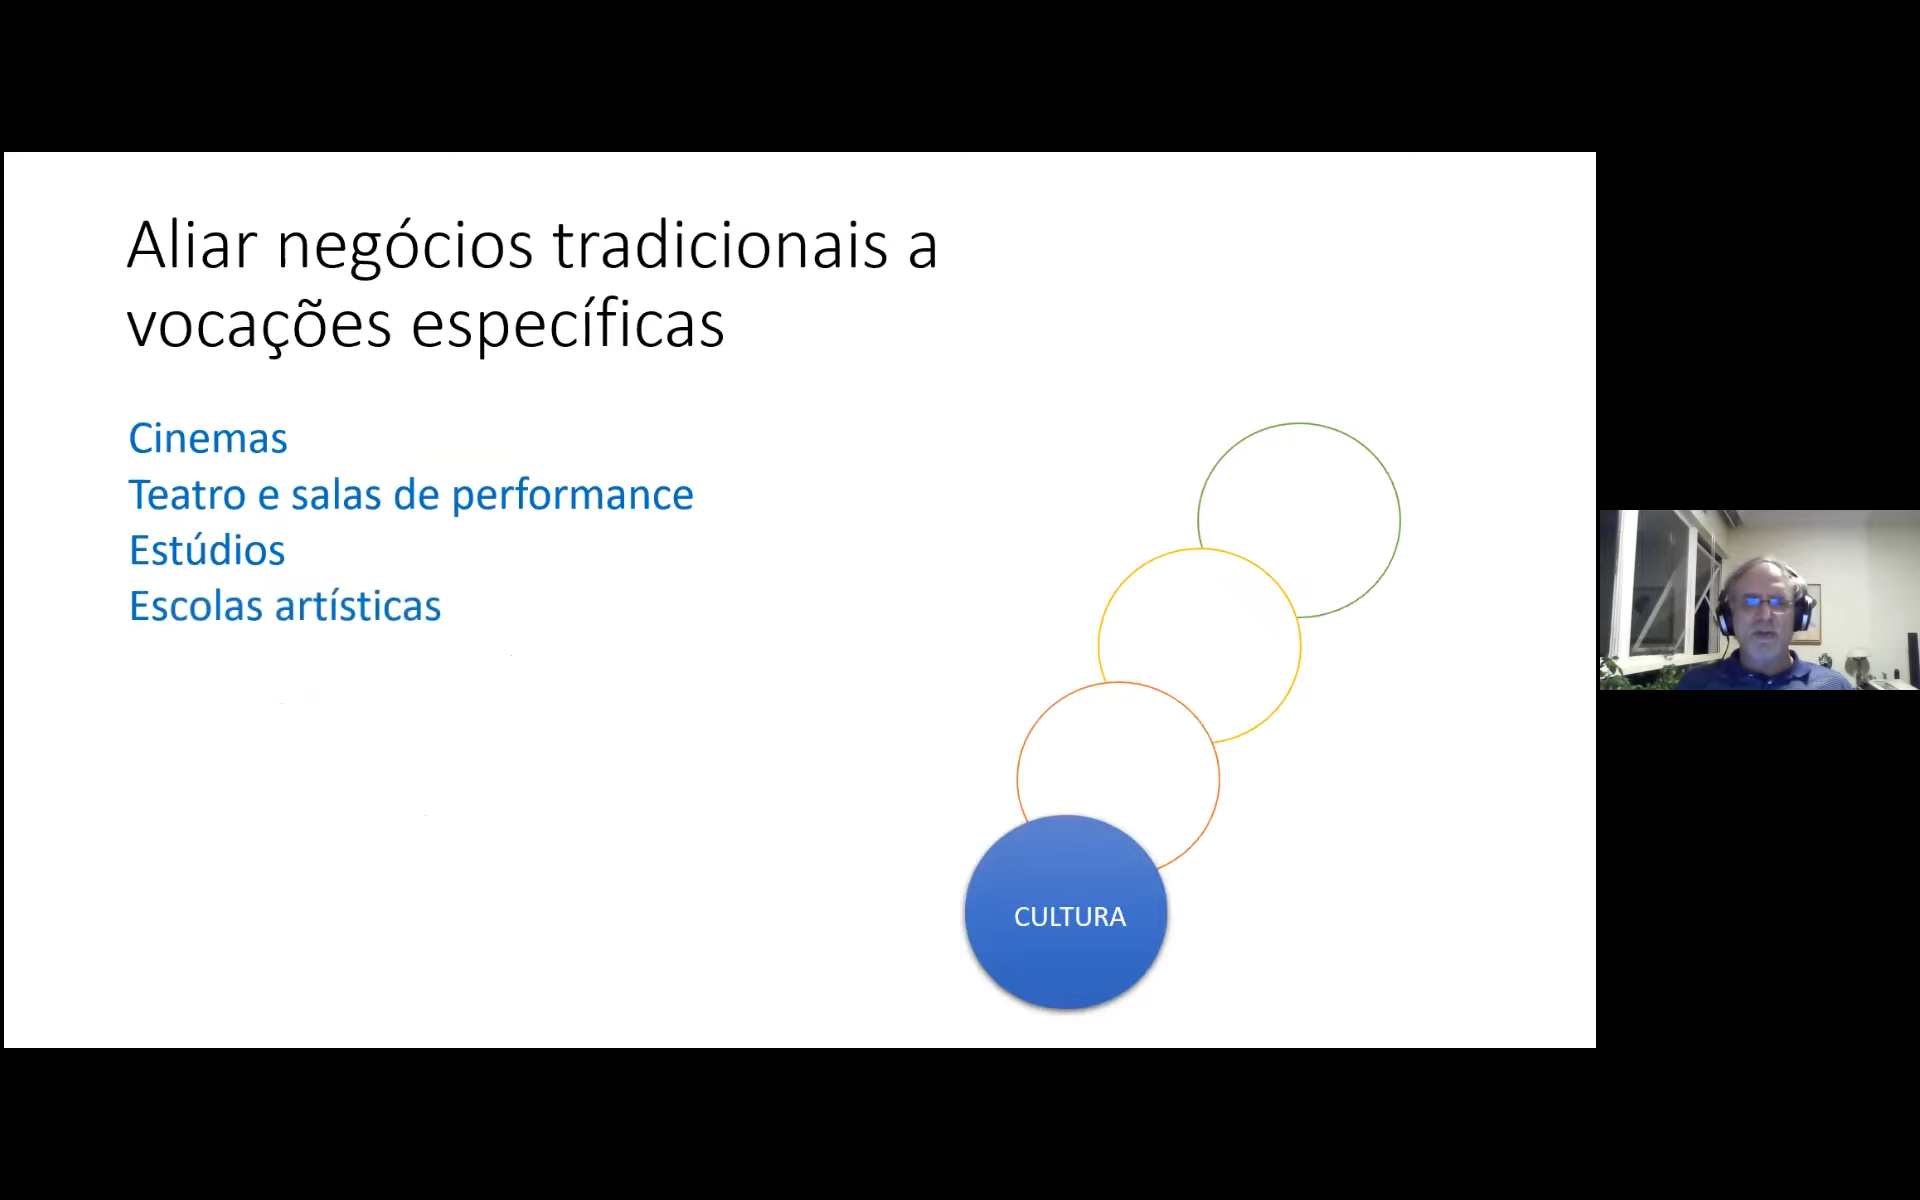 Aliar negócios tradicionais a
vocações específicas
Cinemas
Teatro e salas de performance
Estúdios
Escolas artísticas
CULTURA